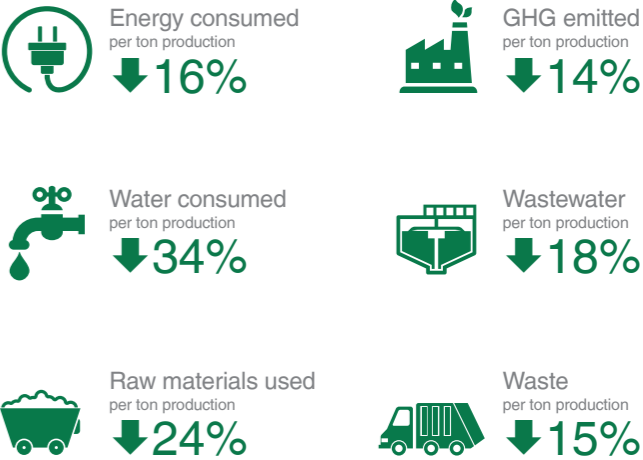 Energy consumed
per ton production
16%
GHG emitted
per ton production
14%
Water consumed
per ton production
34%
Wastewater
per ton production
18%
Raw materials used
per ton production
24%
Waste
per ton production
15%